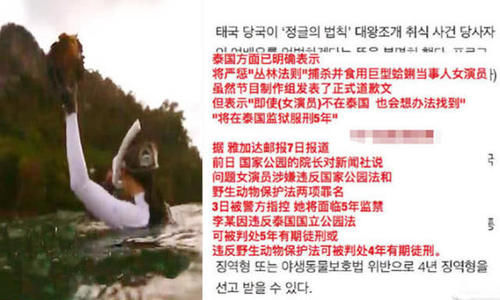 태국 당국이 ‘정글의 법칙’ 대왕조개 취식 사건 당사자
泰国方面已明确表示
将严惩“丛林法则”捕杀并食用巨型蛤蜊当事人女演员
虽然节目制作组发表了正式道歉文
但表示“即使(女演员)不在泰国 也会想办法找到”
“将在泰国监狱服刑5年”
据 雅加达邮报7日报道
前日 国家公园的院长对新闻社说
问题女演员涉嫌违反国家公园法和
野生动物保护法两项罪名
3日被警方指控 她将面临5年监禁
李某因违反泰国国立公园法
可被判处5年有期徒刑或
违反野生动物保护法可被判处4年有期徒刑。
징역형 또는 야생동물보호법 위반으로 4년 징역형을
선고 받을 수 있다.